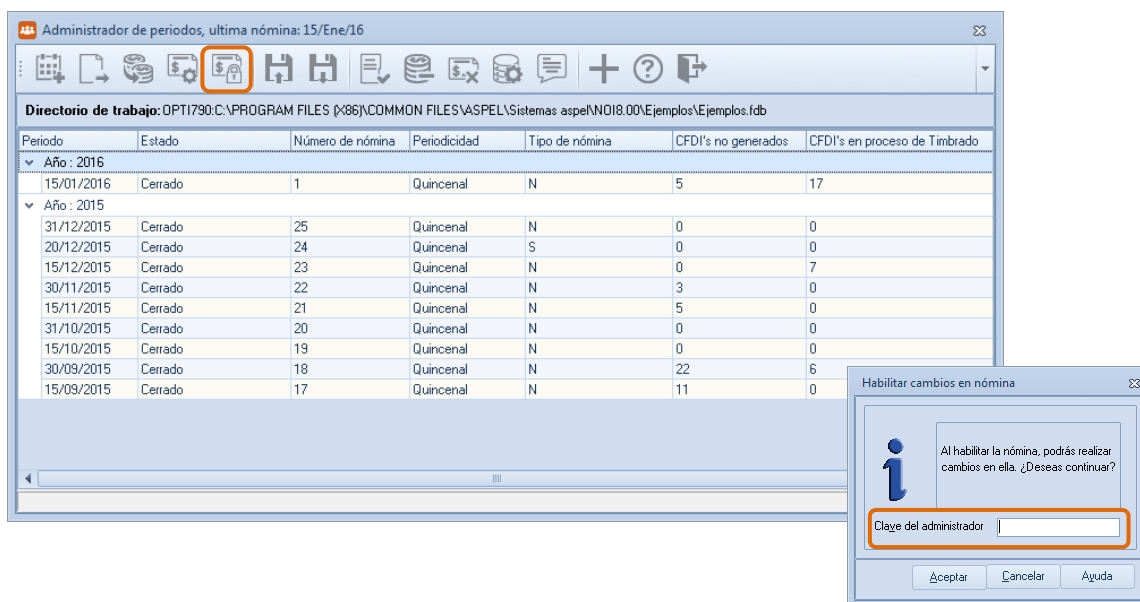 Administrador de periodos, ultima nómina: 15/Ene/16
Directorio de trabajo: OPTI790:C:\PROGRAM FILES (X86)\COMMON FILES\ASPEL\Sistemas aspel\NOI8.00\Ejemplos\Ejemplos.fdb
Periodo Estado Número de nómina Periodicidad Tipo de nómina CFDI's no generados CFDI's en proceso de Timbrado
Año : 2016
15/01/2016 Cerrado 1 Quincenal N 5 17
Año : 2015
31/12/2015 Cerrado 25 Quincenal N 0 0
20/12/2015 Cerrado 24 Quincenal S 0 0
15/12/2015 Cerrado 23 Quincenal N 0 7
30/11/2015 Cerrado 22 Quincenal N 3 0
15/11/2015 Cerrado 21 Quincenal N 5 0
31/10/2015 Cerrado 20 Quincenal N 0 0
15/10/2015 Cerrado 19 Quincenal N 0 0
30/09/2015 Cerrado 18 Quincenal N 22 6
15/09/2015 Cerrado 17 Quincenal N 11 0
Habilitar cambios en nómina
Al habilitar la nómina, podrás realizar
cambios en ella. ¿Deseas continuar?
Clave del administrador
Aceptar Cancelar Ayuda